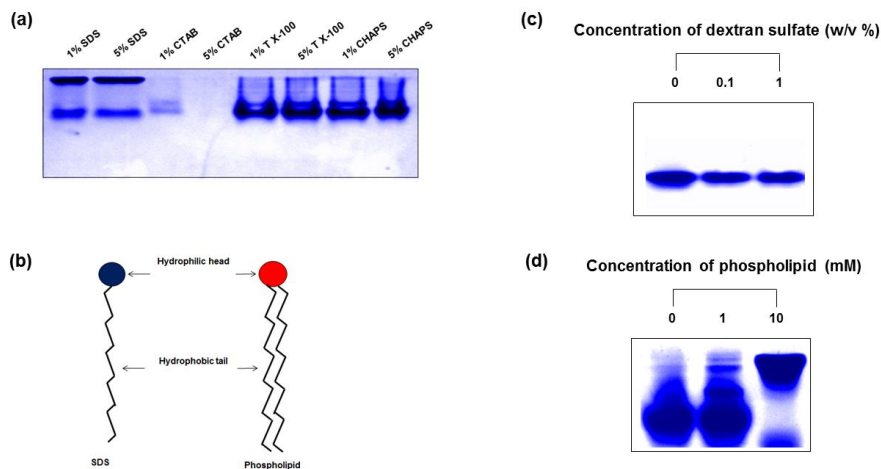 (a)
1% SDS
5% SDS
1% CTAB
5% CTAB
1% T X-100
5% T X-100
1% CHAPS
5% CHAPS
(b)
Hydrophilic head
Hydrophobic tail
SDS
Phospholipid
(c)
Concentration of dextran sulfate (w/v %)
0 0.1 1
(d)
Concentration of phospholipid (mM)
0 1 10